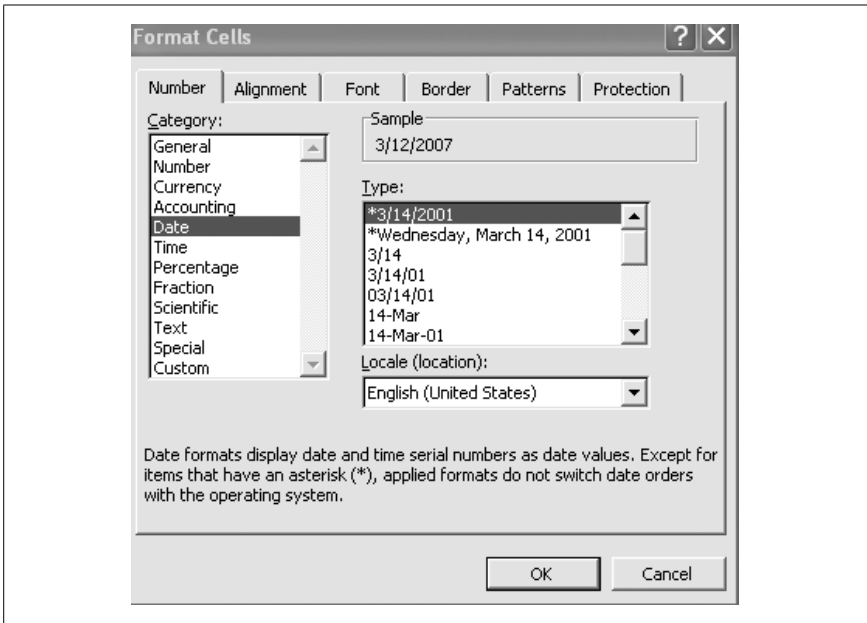 Format Cells
Number Alignment Font Border Patterns Protection
Category:
General
Number
Currency
Accounting
Date
Time
Percentage
Fraction
Scientific
Text
Special
Custom
Sample
3/12/2007
Type:
*3/14/2001
*Wednesday, March 14, 2001
3/14
3/14/01
03/14/01
14-Mar
14-Mar-01
Locale (location):
English (United States)
Date formats display date and time serial numbers as date values. Except for
items that have an asterisk (*), applied formats do not switch date orders
with the operating system.
OK Cancel